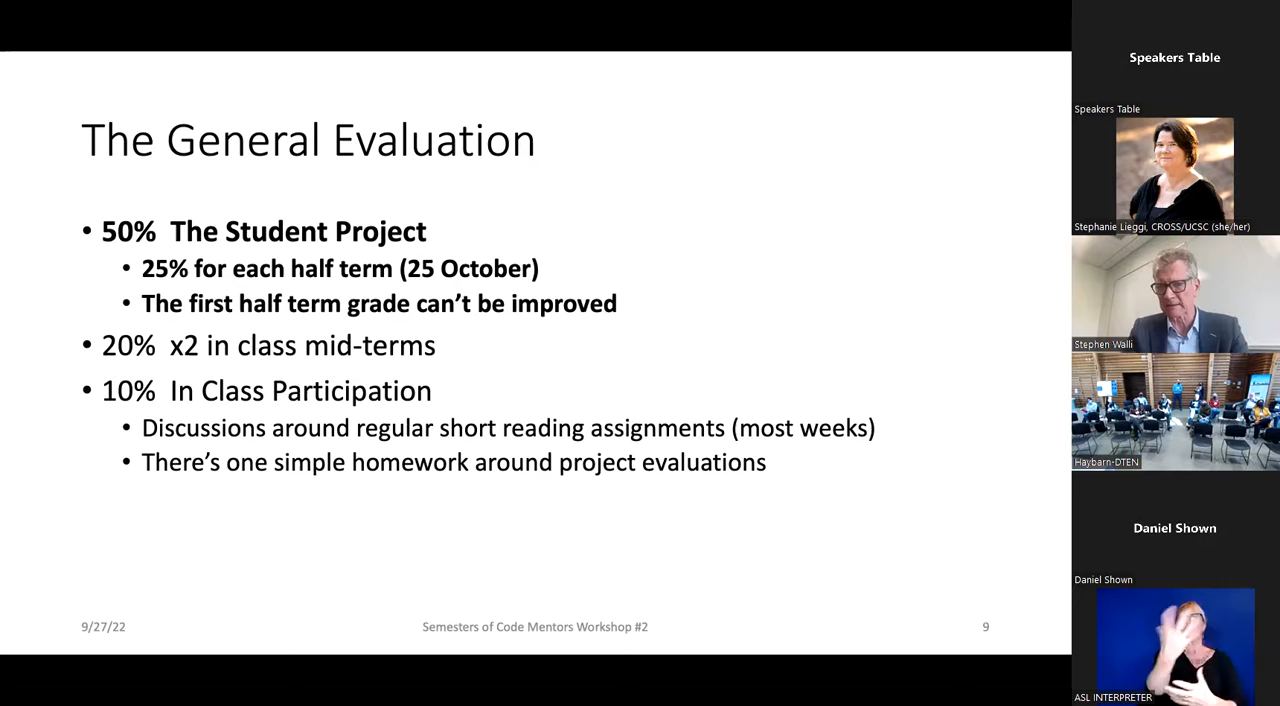 The General Evaluation
• 50% The Student Project
• 25% for each half term (25 October)
• The first half term grade can’t be improved
• 20% x2 in class mid-terms
• 10% In Class Participation
• Discussions around regular short reading assignments (most weeks)
• There’s one simple homework around project evaluations
9/27/22
Semesters of Code Mentors Workshop #2
9
Speakers Table
Speakers Table
Stephanie Lieggi, CROSS/UCSC (she/her)
Stephen Walli
Haybarn-DTEN
Daniel Shown
Daniel Shown
ASL INTERPRETER